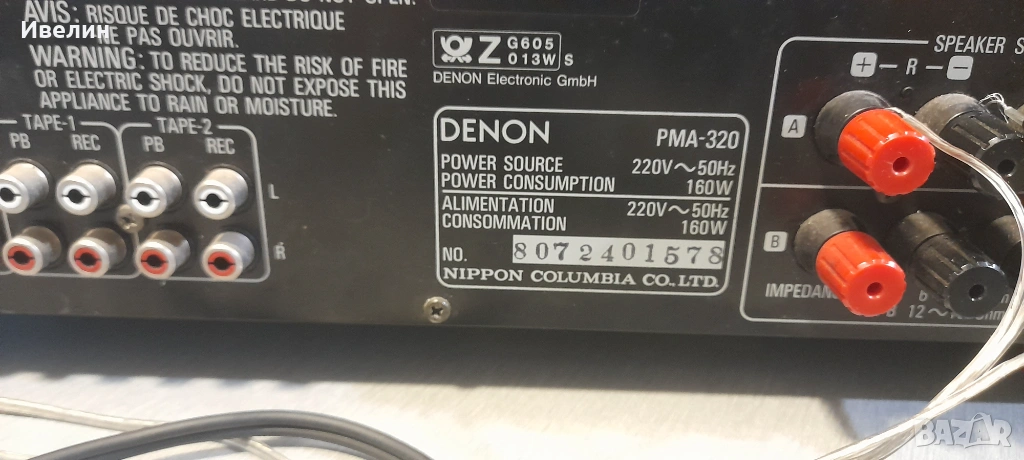 Ивелин
AVIS: RISQUE DE CHOC ELECTRIQUE
NE PAS OUVRIR.
WARNING: TO REDUCE THE RISK OF FIRE
OR ELECTRIC SHOCK, DO NOT EXPOSE THIS
APPLIANCE TO RAIN OR MOISTURE.
TAPE-1 TAPE-2
PB REC PB REC
L
R
Z G605
013W S
DENON Electronic GmbH
DENON PMA-320
POWER SOURCE 220V～50Hz
POWER CONSUMPTION 160W
ALIMENTATION 220V～50Hz
CONSOMMATION 160W
NO. 8072401578
NIPPON COLUMBIA CO., LTD.
SPEAKER S
+ R -
A
B
BAZAR